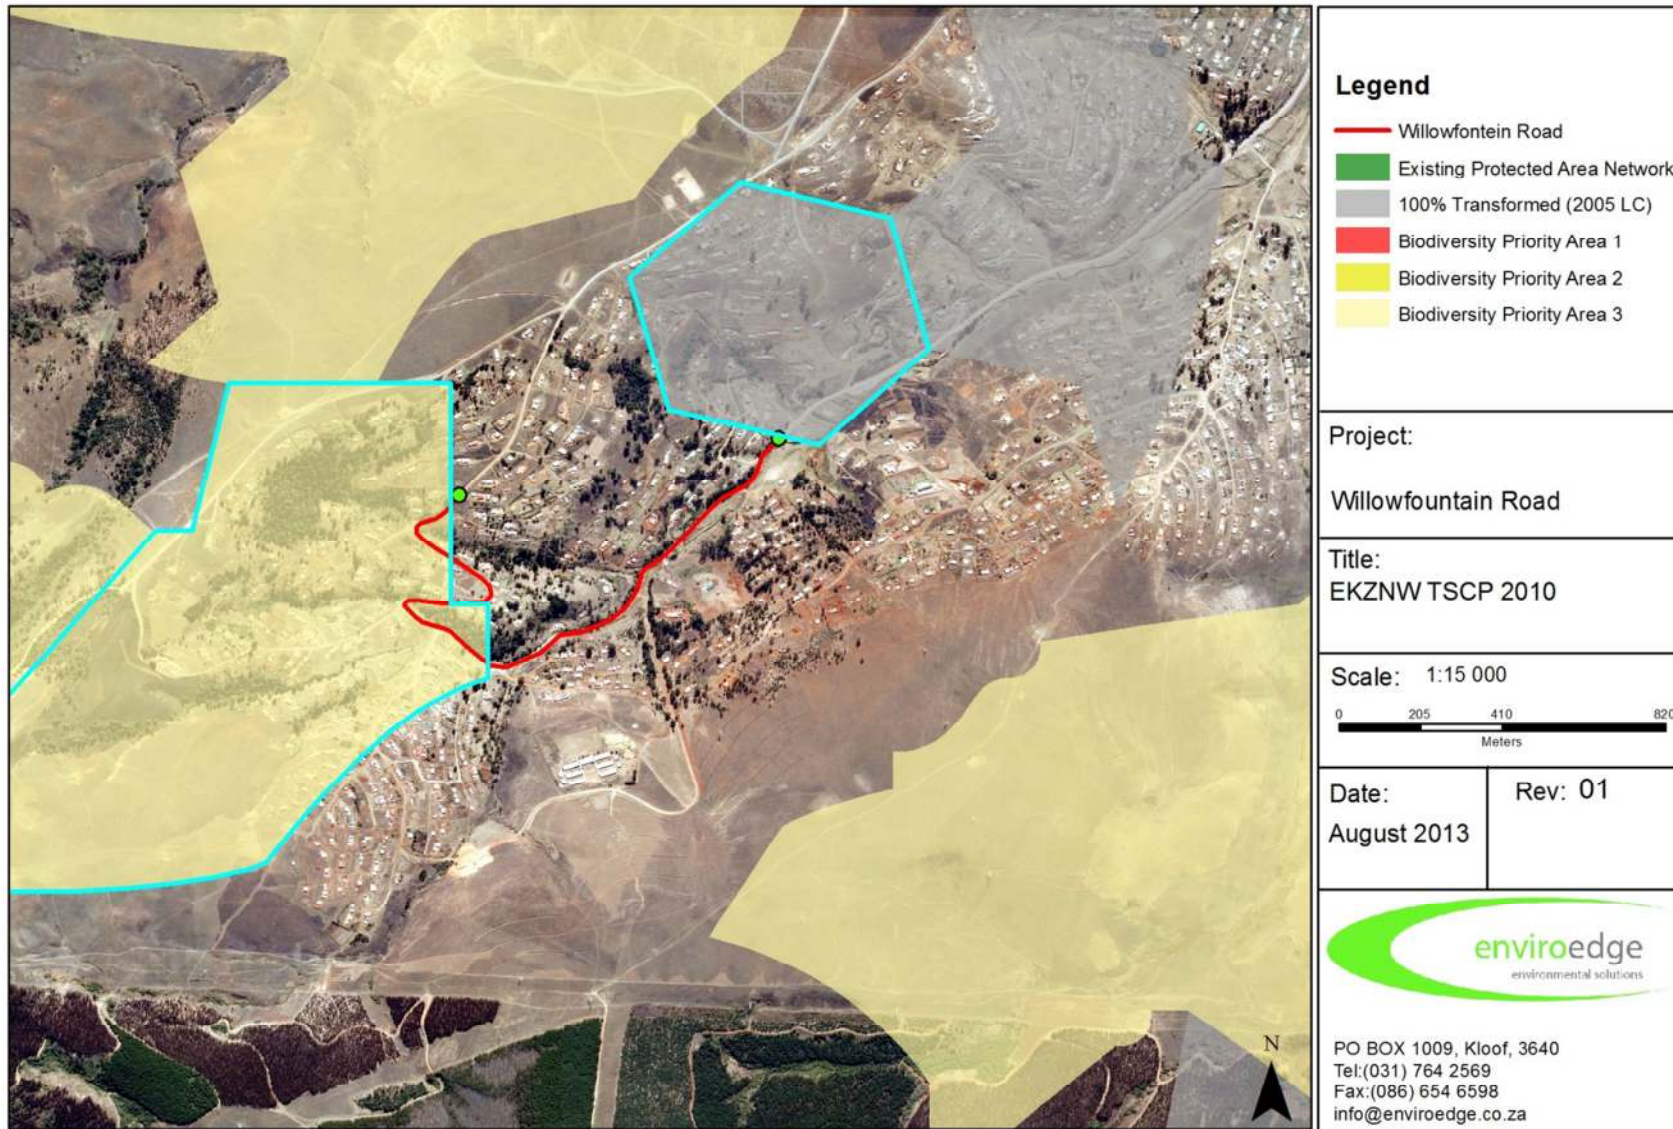 Legend
Willowfontein Road
Existing Protected Area Network
100% Transformed (2005 LC)
Biodiversity Priority Area 1
Biodiversity Priority Area 2
Biodiversity Priority Area 3
Project:
Willowfountain Road
Title:
EKZNW TSCP 2010
Scale: 1:15 000
0 205 410 820
Meters
Date:
August 2013
Rev: 01
enviroedge
environmental solutions
N
PO BOX 1009, Kloof, 3640
Tel:(031) 764 2569
Fax:(086) 654 6598
info@enviroedge.co.za